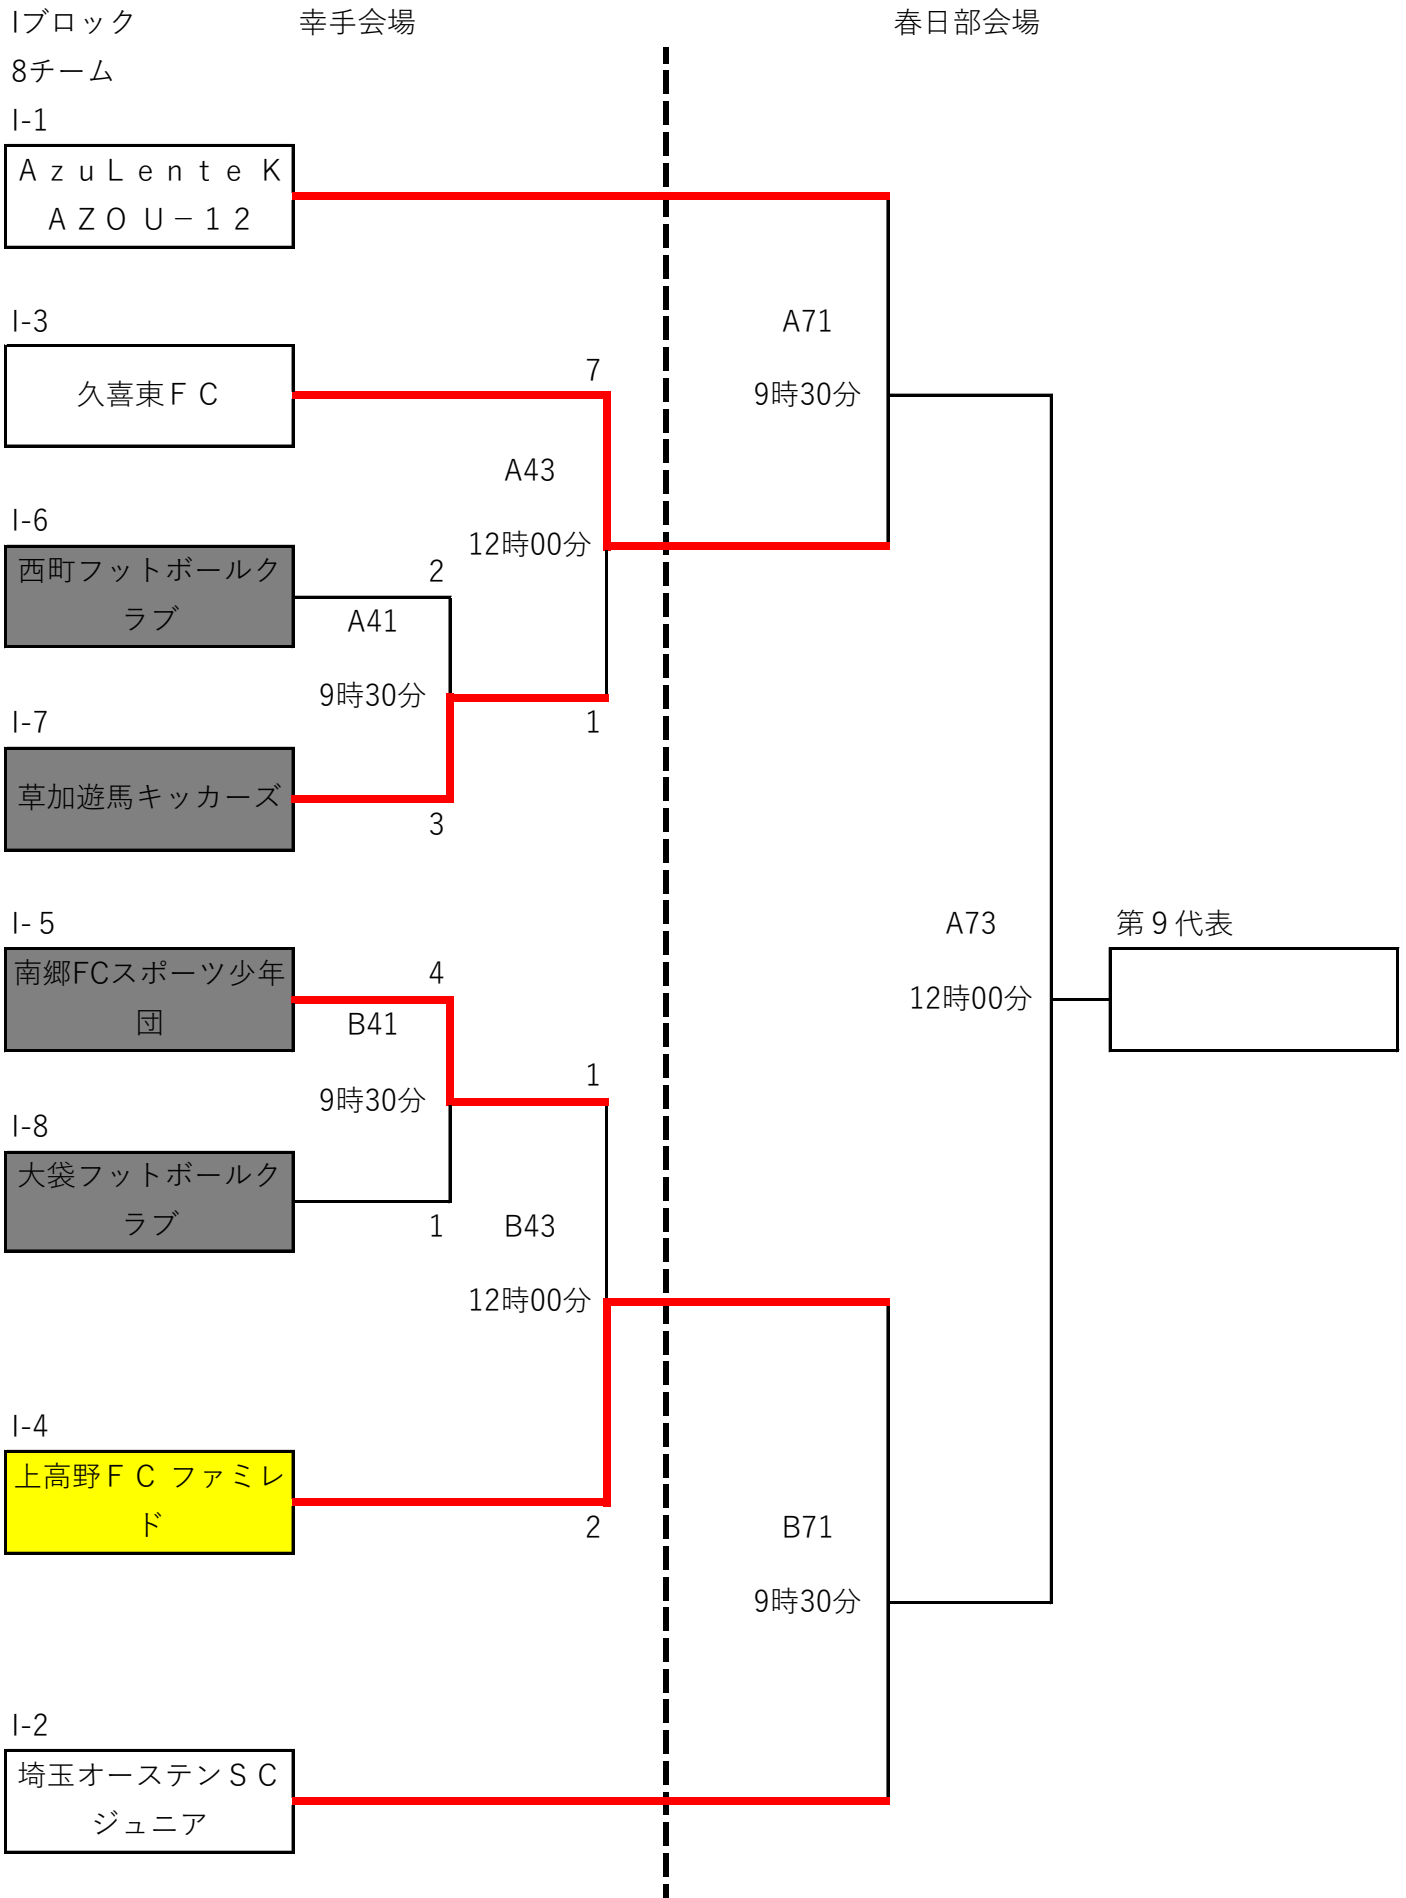 Iブロック 幸手会場 春日部会場
8チーム
I-1
ＡｚｕＬｅｎｔｅ Ｋ
ＡＺＯ Ｕ－１２
I-3
久喜東ＦＣ
7
A71
9時30分
A43
12時00分
I-6
西町フットボールク
ラブ
2
A41
9時30分
I-7
草加遊馬キッカーズ
1
3
I- 5
南郷FCスポーツ少年
団
4
B41
9時30分
1
A73
12時00分
第９代表
I-8
大袋フットボールク
ラブ
1
B43
12時00分
I-4
上高野ＦＣ ファミレ
ド
2
B71
9時30分
I-2
埼玉オーステンＳＣ
ジュニア